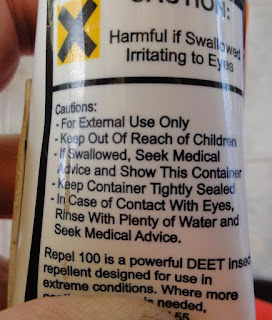 CAUTION:
Harmful if Swallowed
Irritating to Eyes
Cautions:
- For External Use Only
- Keep Out Of Reach of Children
- If Swallowed, Seek Medical
Advice and Show This Container
- Keep Container Tightly Sealed
- In Case of Contact With Eyes,
Rinse With Plenty of Water and
Seek Medical Advice.
Repel 100 is a powerful DEET insec
repellent designed for use in
extreme conditions. Where more
is needed,
55